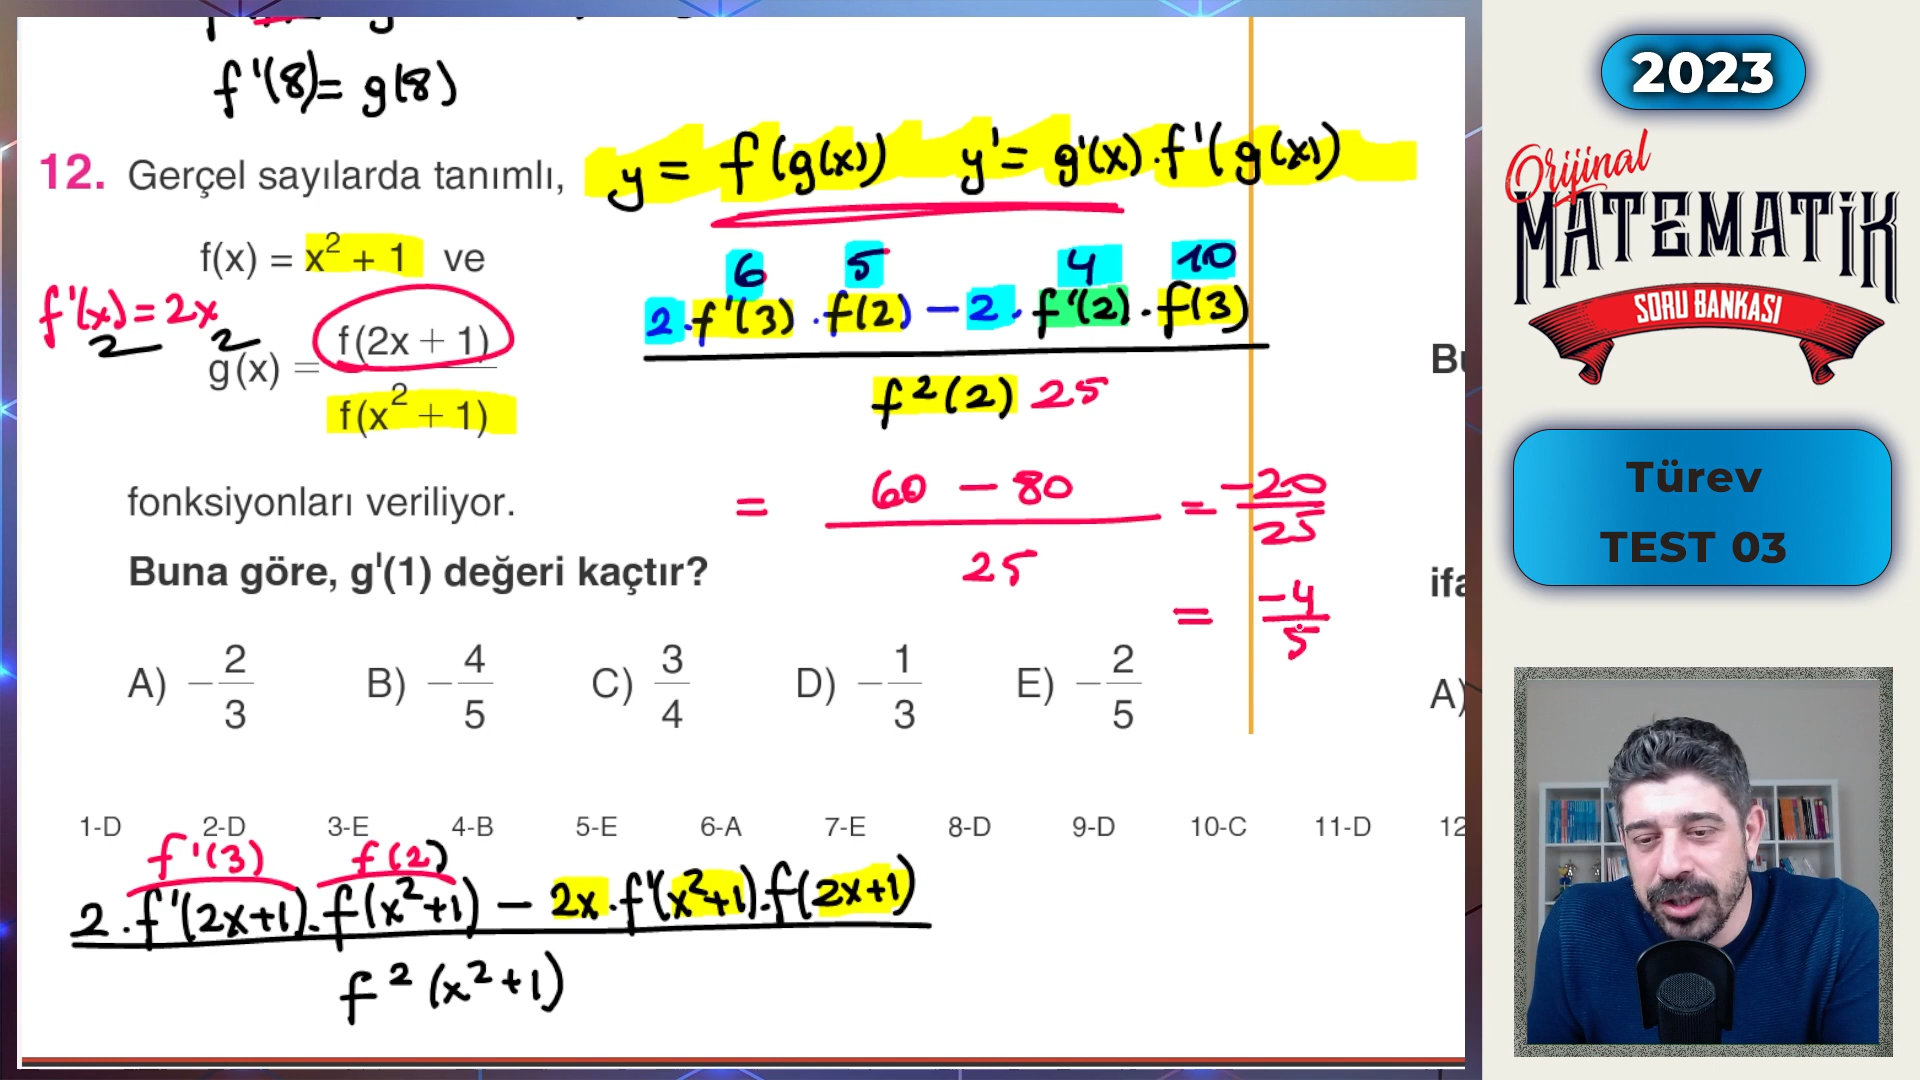 f'(8)= g(8)
12. Gerçel sayılarda tanımlı,
y = f(g(x)) y'= g'(x).f'(g(x))
f(x) = x² + 1 ve
f'(x)=2x
2 2
g(x) = f(2x + 1) / f(x² + 1)
6 5 4 10
2.f'(3).f(2) − 2.f'(2).f(3)
f²(2) 25
fonksiyonları veriliyor.
= 60 − 80 / 25 = −20 / 25
Buna göre, g'(1) değeri kaçtır?
= −4 / 5
A) −2/3 B) −4/5 C) 3/4 D) −1/3 E) −2/5
1-D 2-D 3-E 4-B 5-E 6-A 7-E 8-D 9-D 10-C 11-D 12
f'(3) f(2)
2.f'(2x+1).f(x²+1) − 2x.f'(x²+1).f(2x+1)
f²(x²+1)
A)
2023
Orijinal
MATEMATİK
SORU BANKASI
Türev
TEST 03